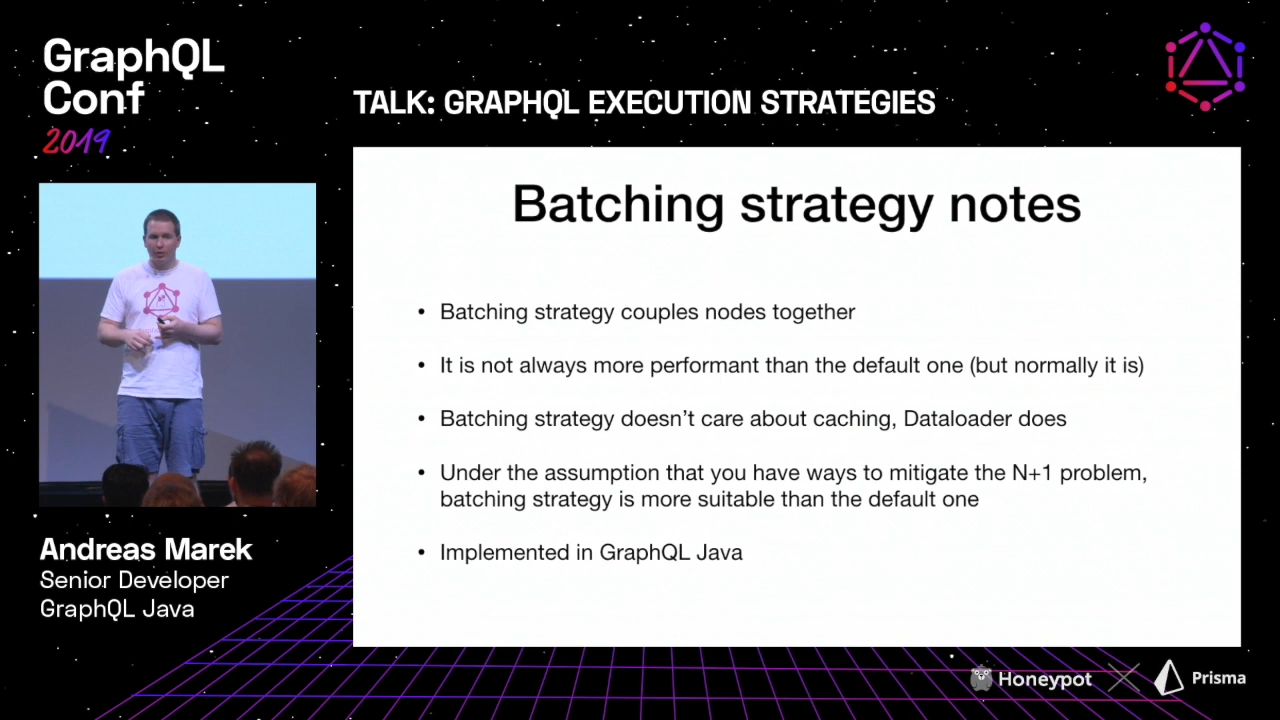 GraphQL
Conf
2019
TALK: GRAPHQL EXECUTION STRATEGIES
Batching strategy notes
• Batching strategy couples nodes together
• It is not always more performant than the default one (but normally it is)
• Batching strategy doesn’t care about caching, Dataloader does
• Under the assumption that you have ways to mitigate the N+1 problem,
batching strategy is more suitable than the default one
• Implemented in GraphQL Java
Andreas Marek
Senior Developer
GraphQL Java
Honeypot
Prisma